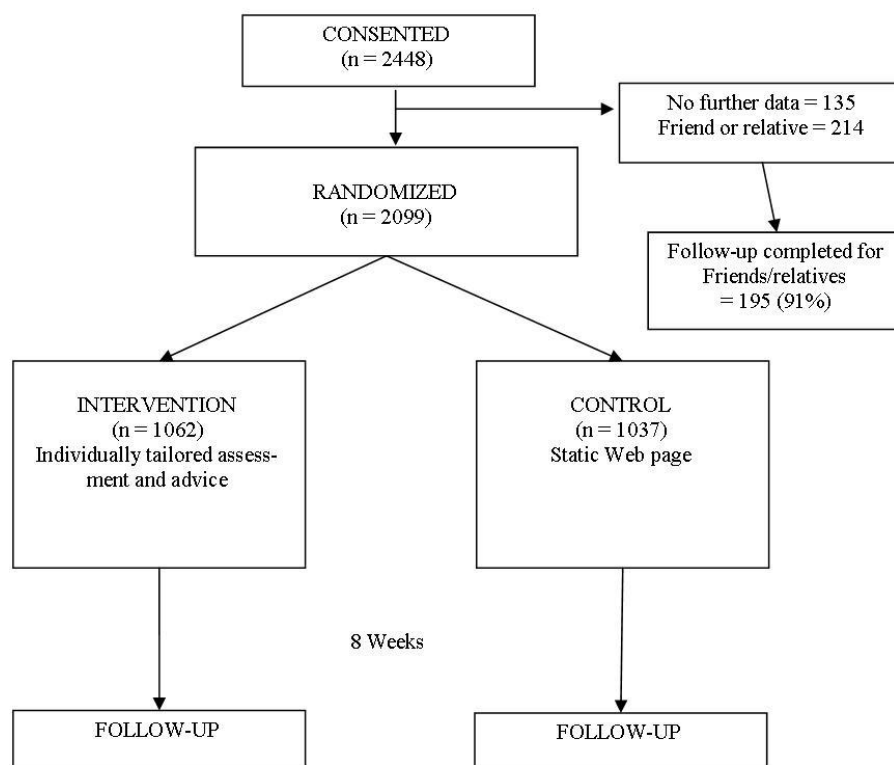 CONSENTED
(n = 2448)
No further data = 135
Friend or relative = 214
RANDOMIZED
(n = 2099)
Follow-up completed for
Friends/relatives
= 195 (91%)
INTERVENTION
(n = 1062)
Individually tailored assess-
ment and advice
CONTROL
(n = 1037)
Static Web page
8 Weeks
FOLLOW-UP
FOLLOW-UP